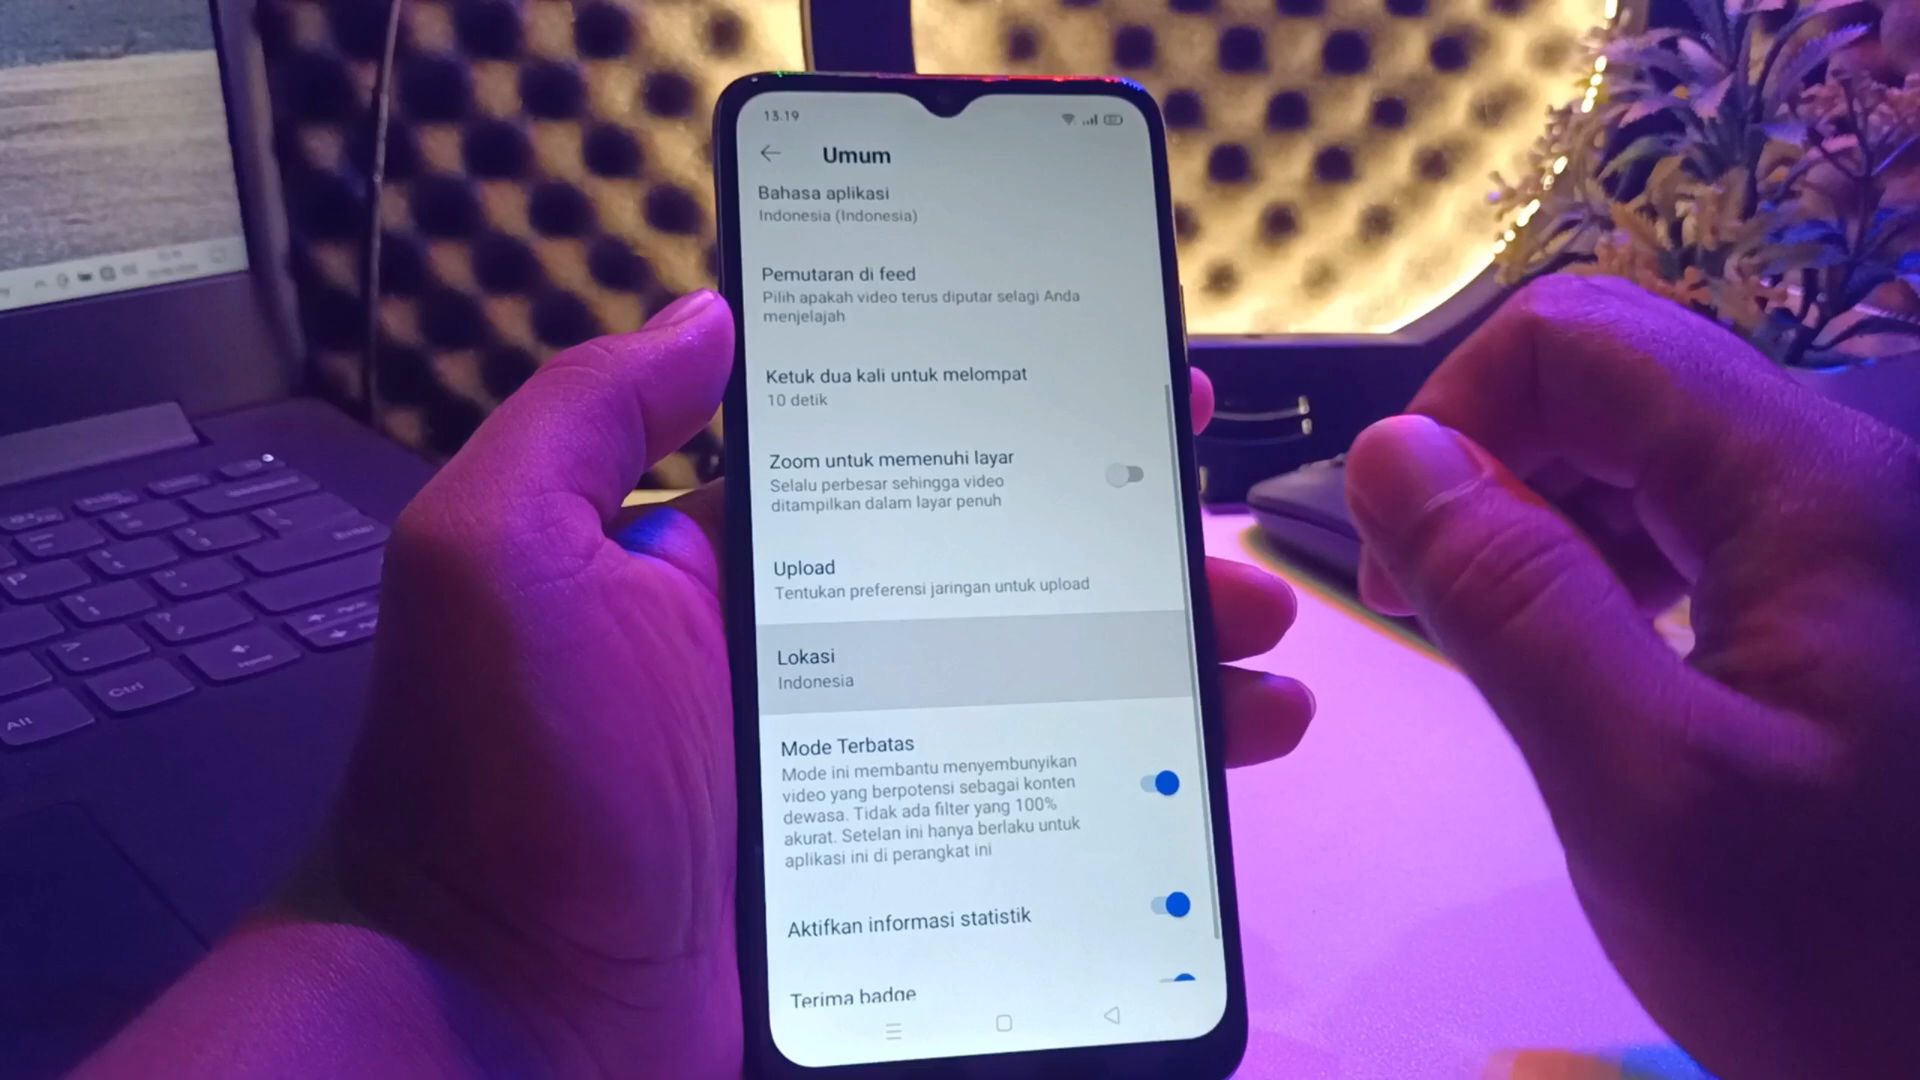 13.19
Umum
Bahasa aplikasi
Indonesia (Indonesia)
Pemutaran di feed
Pilih apakah video terus diputar selagi Anda
menjelajah
Ketuk dua kali untuk melompat
10 detik
Zoom untuk memenuhi layar
Selalu perbesar sehingga video
ditampilkan dalam layar penuh
Upload
Tentukan preferensi jaringan untuk upload
Lokasi
Indonesia
Mode Terbatas
Mode ini membantu menyembunyikan
video yang berpotensi sebagai konten
dewasa. Tidak ada filter yang 100%
akurat. Setelan ini hanya berlaku untuk
aplikasi ini di perangkat ini
Aktifkan informasi statistik
Terima badge
Enter
Home
Ctrl
Alt